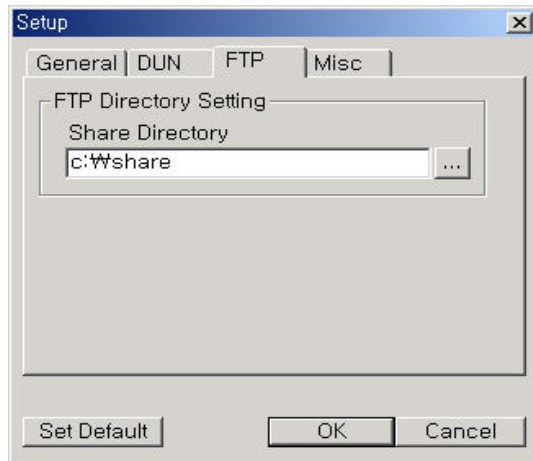 Setup
General DUN FTP Misc
FTP Directory Setting
Share Directory
c:₩share
...
Set Default OK Cancel